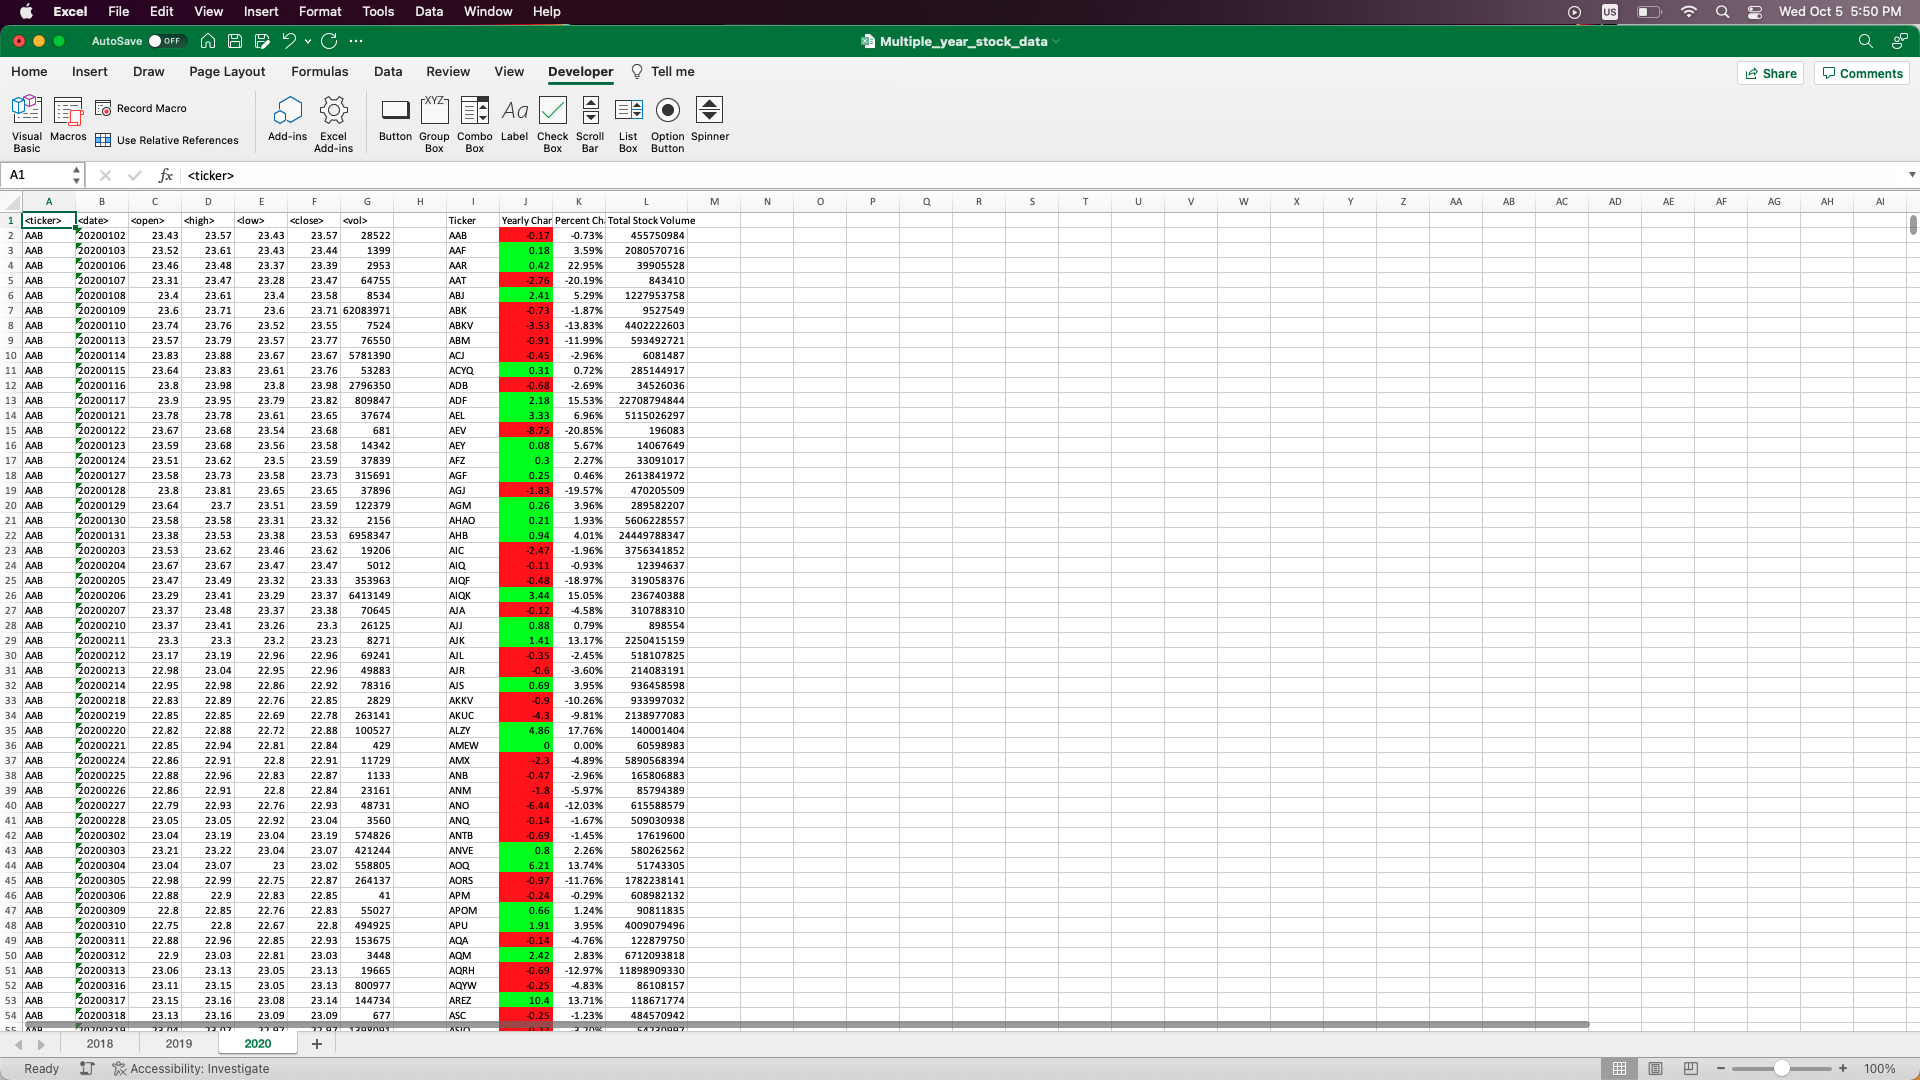 Excel File Edit View Insert Format Tools Data Window Help US Wed Oct 5 5:50 PM
AutoSave OFF Multiple_year_stock_data
Home Insert Draw Page Layout Formulas Data Review View Developer Tell me Share Comments
Visual Basic Macros Record Macro Use Relative References Add-ins Excel Add-ins Button Group Box Combo Box Label Check Box Scroll Bar List Box Option Button Spinner
XYZ Aa
A1 fx <ticker>
A B C D E F G H I J K L M N O P Q R S T U V W X Y Z AA AB AC AD AE AF AG AH AI
1 <ticker> <date> <open> <high> <low> <close> <vol> Ticker Yearly Char Percent Ch Total Stock Volume
2 AAB 20200102 23.43 23.57 23.43 23.57 28522 AAB -0.17 -0.73% 455750984
3 AAB 20200103 23.52 23.61 23.43 23.44 1399 AAF 0.18 3.59% 2080570716
4 AAB 20200106 23.46 23.48 23.37 23.39 2953 AAR 0.42 22.95% 39905528
5 AAB 20200107 23.31 23.47 23.28 23.47 64755 AAT -2.76 -20.19% 843410
6 AAB 20200108 23.4 23.61 23.4 23.58 8534 ABJ 2.41 5.29% 1227953758
7 AAB 20200109 23.6 23.71 23.6 23.71 62083971 ABK -0.73 -1.87% 9527549
8 AAB 20200110 23.74 23.76 23.52 23.55 7524 ABKV -3.53 -13.83% 4402222603
9 AAB 20200113 23.57 23.79 23.57 23.77 76550 ABM -0.91 -11.99% 593492721
10 AAB 20200114 23.83 23.88 23.67 23.67 5781390 ACJ -0.45 -2.96% 6081487
11 AAB 20200115 23.64 23.83 23.61 23.76 53283 ACYQ 0.31 0.72% 285144917
12 AAB 20200116 23.8 23.98 23.8 23.98 2796350 ADB -0.68 -2.69% 34526036
13 AAB 20200117 23.9 23.95 23.79 23.82 809847 ADF 2.18 15.53% 22708794844
14 AAB 20200121 23.78 23.78 23.61 23.65 37674 AEL 3.33 6.96% 5115026297
15 AAB 20200122 23.67 23.68 23.54 23.68 681 AEV -8.75 -20.85% 196083
16 AAB 20200123 23.59 23.68 23.56 23.58 14342 AEY 0.08 5.67% 14067649
17 AAB 20200124 23.51 23.62 23.5 23.59 37839 AFZ 0.3 2.27% 33091017
18 AAB 20200127 23.58 23.73 23.58 23.73 315691 AGF 0.25 0.46% 2613841972
19 AAB 20200128 23.8 23.81 23.65 23.65 37896 AGJ -1.83 -19.57% 470205509
20 AAB 20200129 23.64 23.7 23.51 23.59 122379 AGM 0.26 3.96% 289582207
21 AAB 20200130 23.58 23.58 23.31 23.32 2156 AHAO 0.21 1.93% 5606228557
22 AAB 20200131 23.38 23.53 23.38 23.53 6958347 AHB 0.94 4.01% 24449788347
23 AAB 20200203 23.53 23.62 23.46 23.62 19206 AIC -2.47 -1.96% 3756341852
24 AAB 20200204 23.67 23.67 23.47 23.47 5012 AIQ -0.11 -0.93% 12394637
25 AAB 20200205 23.47 23.49 23.32 23.33 353963 AIQF -0.48 -18.97% 319058376
26 AAB 20200206 23.29 23.41 23.29 23.37 6413149 AIQK 3.44 15.05% 236740388
27 AAB 20200207 23.37 23.48 23.37 23.38 70645 AJA -0.12 -4.58% 310788310
28 AAB 20200210 23.37 23.41 23.26 23.3 26125 AJJ 0.88 0.79% 898554
29 AAB 20200211 23.3 23.3 23.2 23.23 8271 AJK 1.41 13.17% 2250415159
30 AAB 20200212 23.17 23.19 22.96 22.96 69241 AJL -0.35 -2.45% 518107825
31 AAB 20200213 22.98 23.04 22.95 22.96 49883 AJR -0.6 -3.60% 214083191
32 AAB 20200214 22.95 22.98 22.86 22.92 78316 AJS 0.69 3.95% 936458598
33 AAB 20200218 22.83 22.89 22.76 22.85 2829 AKKV -0.9 -10.26% 933997032
34 AAB 20200219 22.85 22.85 22.69 22.78 263141 AKUC -4.3 -9.81% 2138977083
35 AAB 20200220 22.82 22.88 22.72 22.88 100527 ALZY 4.86 17.76% 140001404
36 AAB 20200221 22.85 22.94 22.81 22.84 429 AMEW 0 0.00% 60598983
37 AAB 20200224 22.86 22.91 22.8 22.91 11729 AMX -2.3 -4.89% 5890568394
38 AAB 20200225 22.88 22.96 22.83 22.87 1133 ANB -0.47 -2.96% 165806883
39 AAB 20200226 22.86 22.91 22.8 22.84 23161 ANM -1.8 -5.97% 85794389
40 AAB 20200227 22.79 22.93 22.76 22.93 48731 ANO -6.44 -12.03% 615588579
41 AAB 20200228 23.05 23.05 22.92 23.04 3560 ANQ -0.14 -1.67% 509030938
42 AAB 20200302 23.04 23.19 23.04 23.19 574826 ANTB -0.69 -1.45% 17619600
43 AAB 20200303 23.21 23.22 23.04 23.07 421244 ANVE 0.8 2.26% 580262562
44 AAB 20200304 23.04 23.07 23 23.02 558805 AOQ 6.21 13.74% 51743305
45 AAB 20200305 22.98 22.99 22.75 22.87 264137 AORS -0.97 -11.76% 1782238141
46 AAB 20200306 22.88 22.9 22.83 22.85 41 APM -0.24 -0.29% 608982132
47 AAB 20200309 22.8 22.85 22.76 22.83 55027 APOM 0.66 1.24% 90811835
48 AAB 20200310 22.75 22.8 22.67 22.8 494925 APU 1.91 3.95% 4009079496
49 AAB 20200311 22.88 22.96 22.85 22.93 153675 AQA -0.14 -4.76% 122879750
50 AAB 20200312 22.9 23.03 22.81 23.03 3448 AQM 2.42 2.83% 6712093818
51 AAB 20200313 23.06 23.13 23.05 23.13 19665 AQRH -0.69 -12.97% 11898909330
52 AAB 20200316 23.11 23.15 23.05 23.13 800977 AQYW -0.25 -4.83% 86108157
53 AAB 20200317 23.15 23.16 23.08 23.14 144734 AREZ 10.4 13.71% 118671774
54 AAB 20200318 23.13 23.16 23.09 23.09 677 ASC -0.25 -1.23% 484570942
2018 2019 2020 +
Ready Accessibility: Investigate 100%